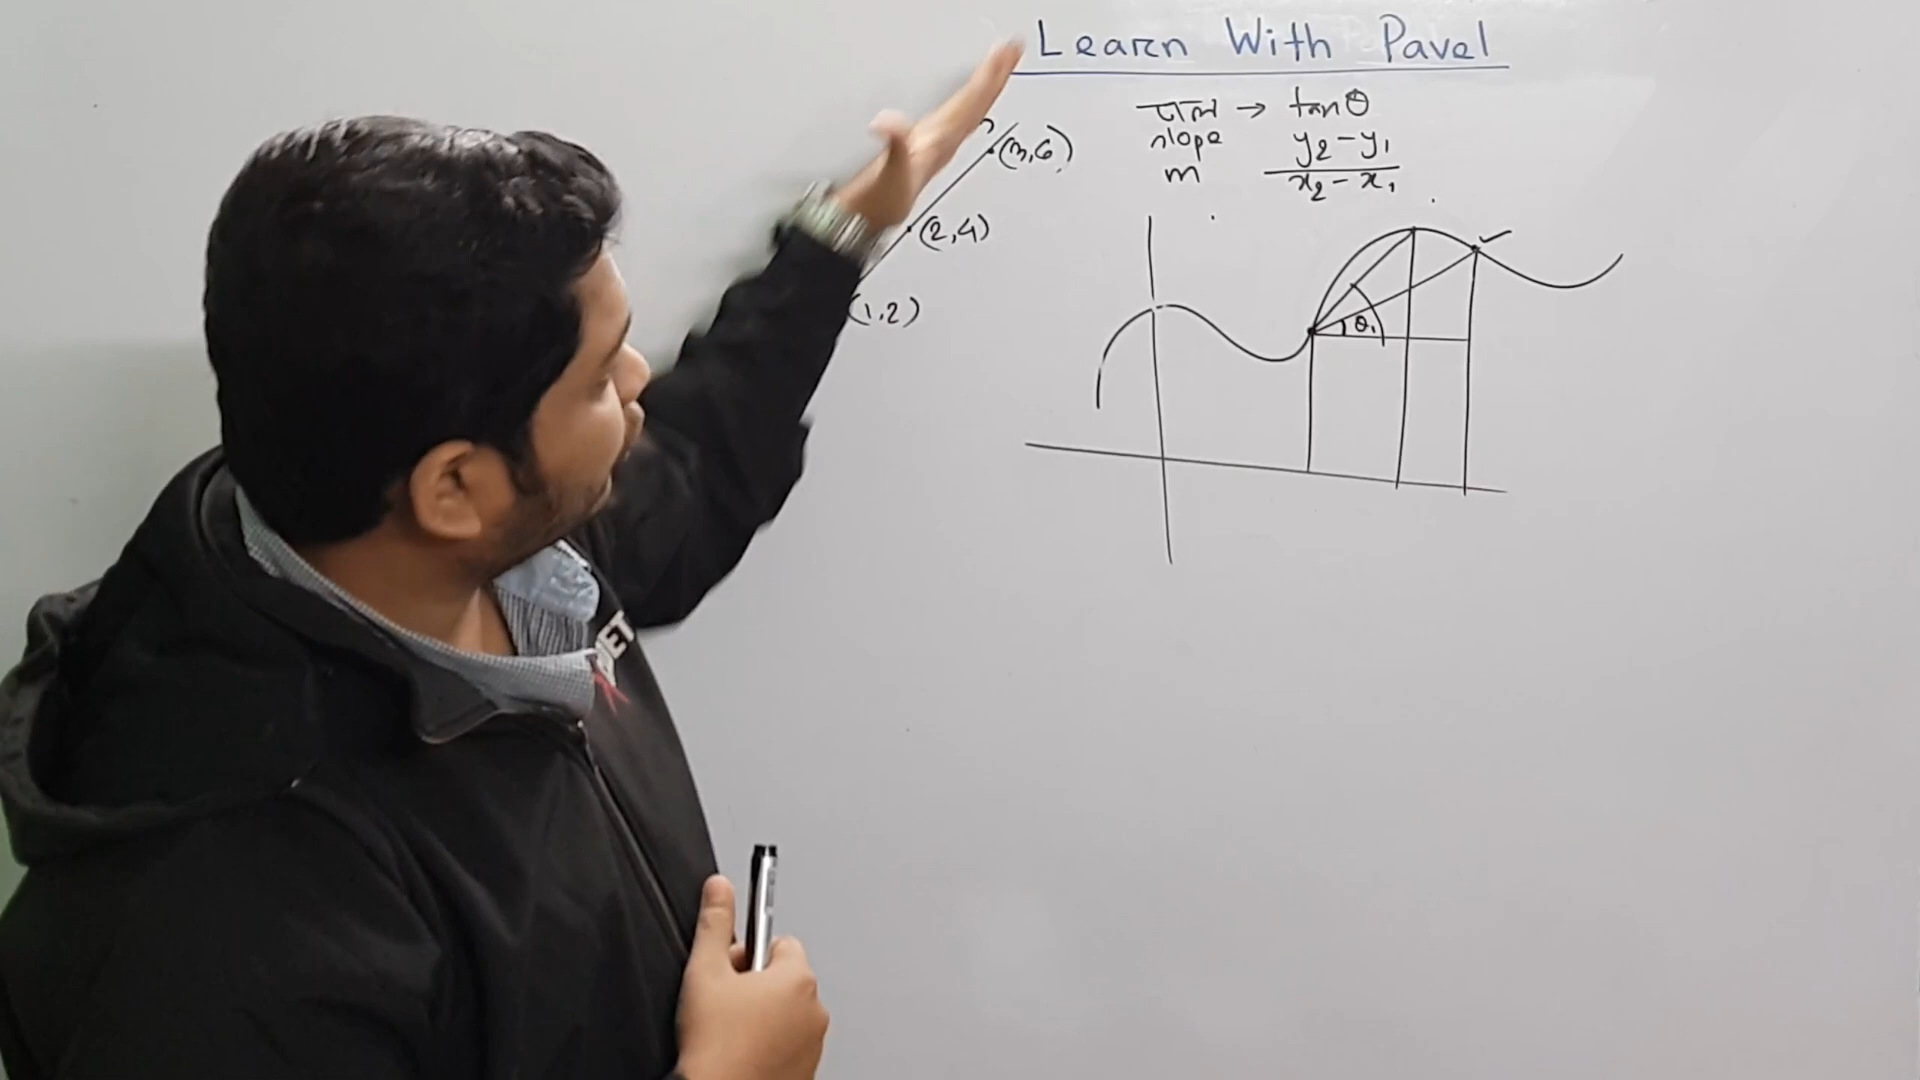 Learn With Pavel
ঢাল → tanθ
slope
m
y₂-y₁
x₂-x₁
(3,6)
(2,4)
(1,2)
θ₁